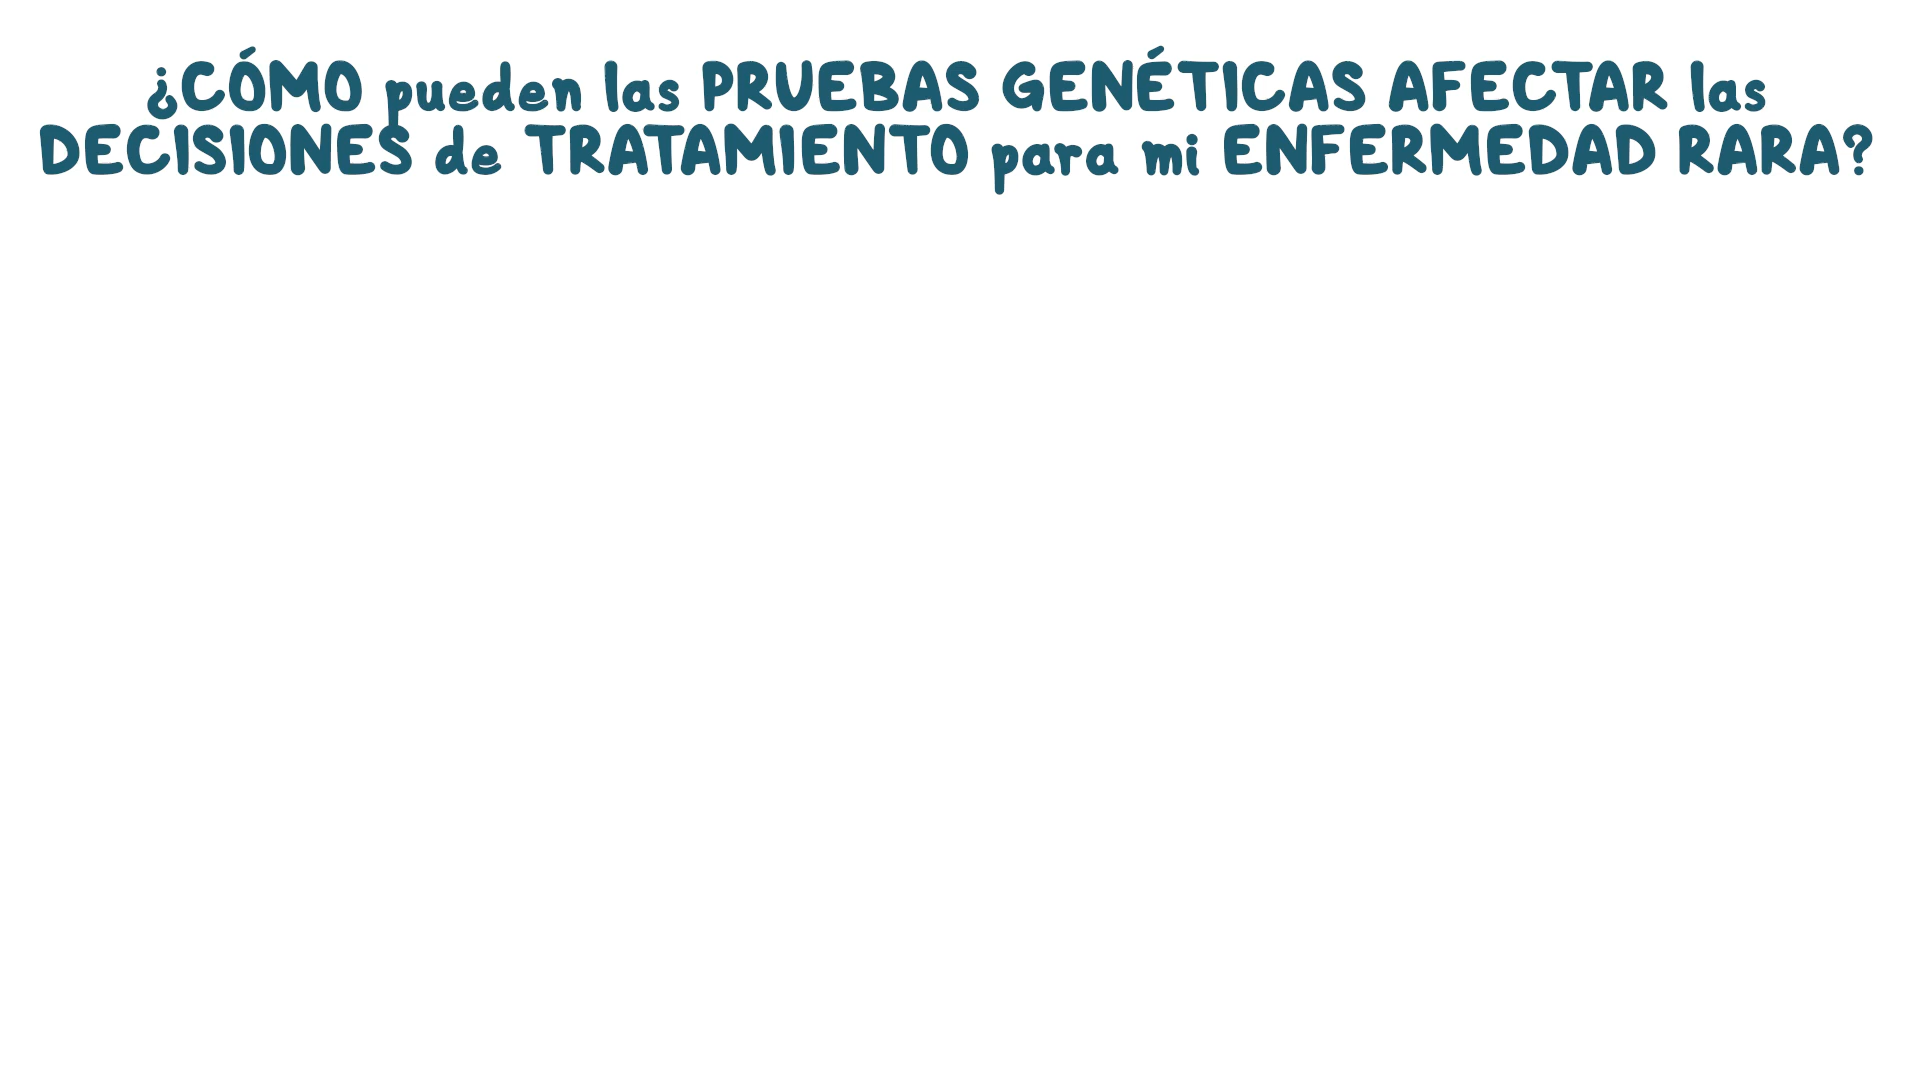 ¿CÓMO pueden las PRUEBAS GENÉTICAS AFECTAR las
DECISIONES de TRATAMIENTO para mi ENFERMEDAD RARA?